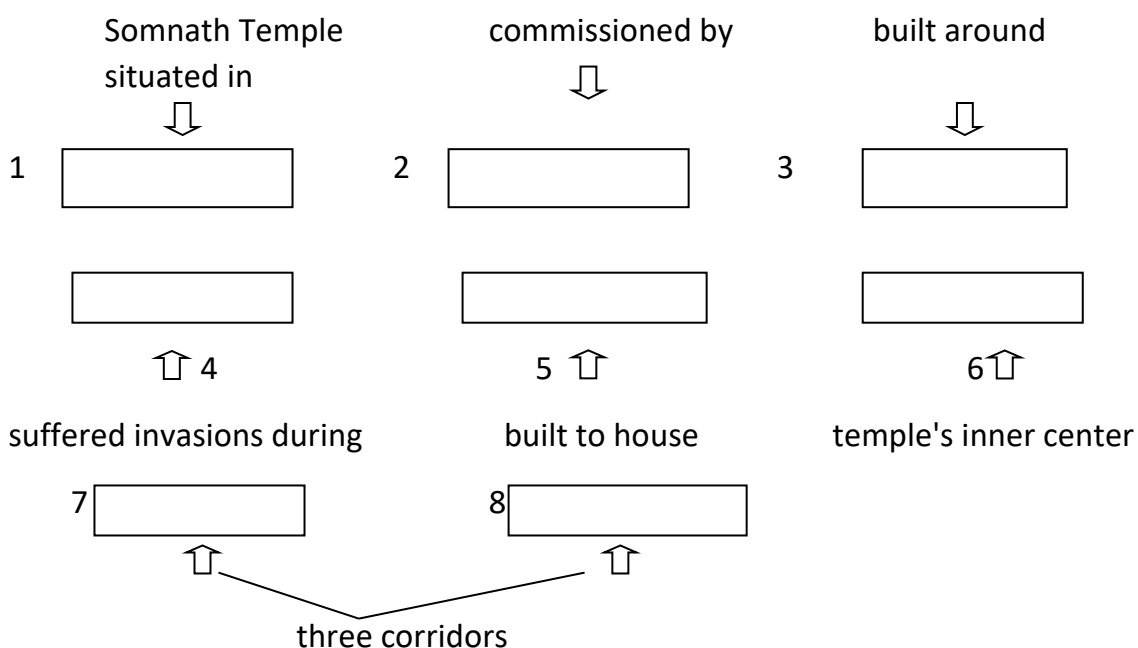 Somnath Temple commissioned by built around
situated in
1 2 3
4 5 6
suffered invasions during built to house temple's inner center
7 8
three corridors